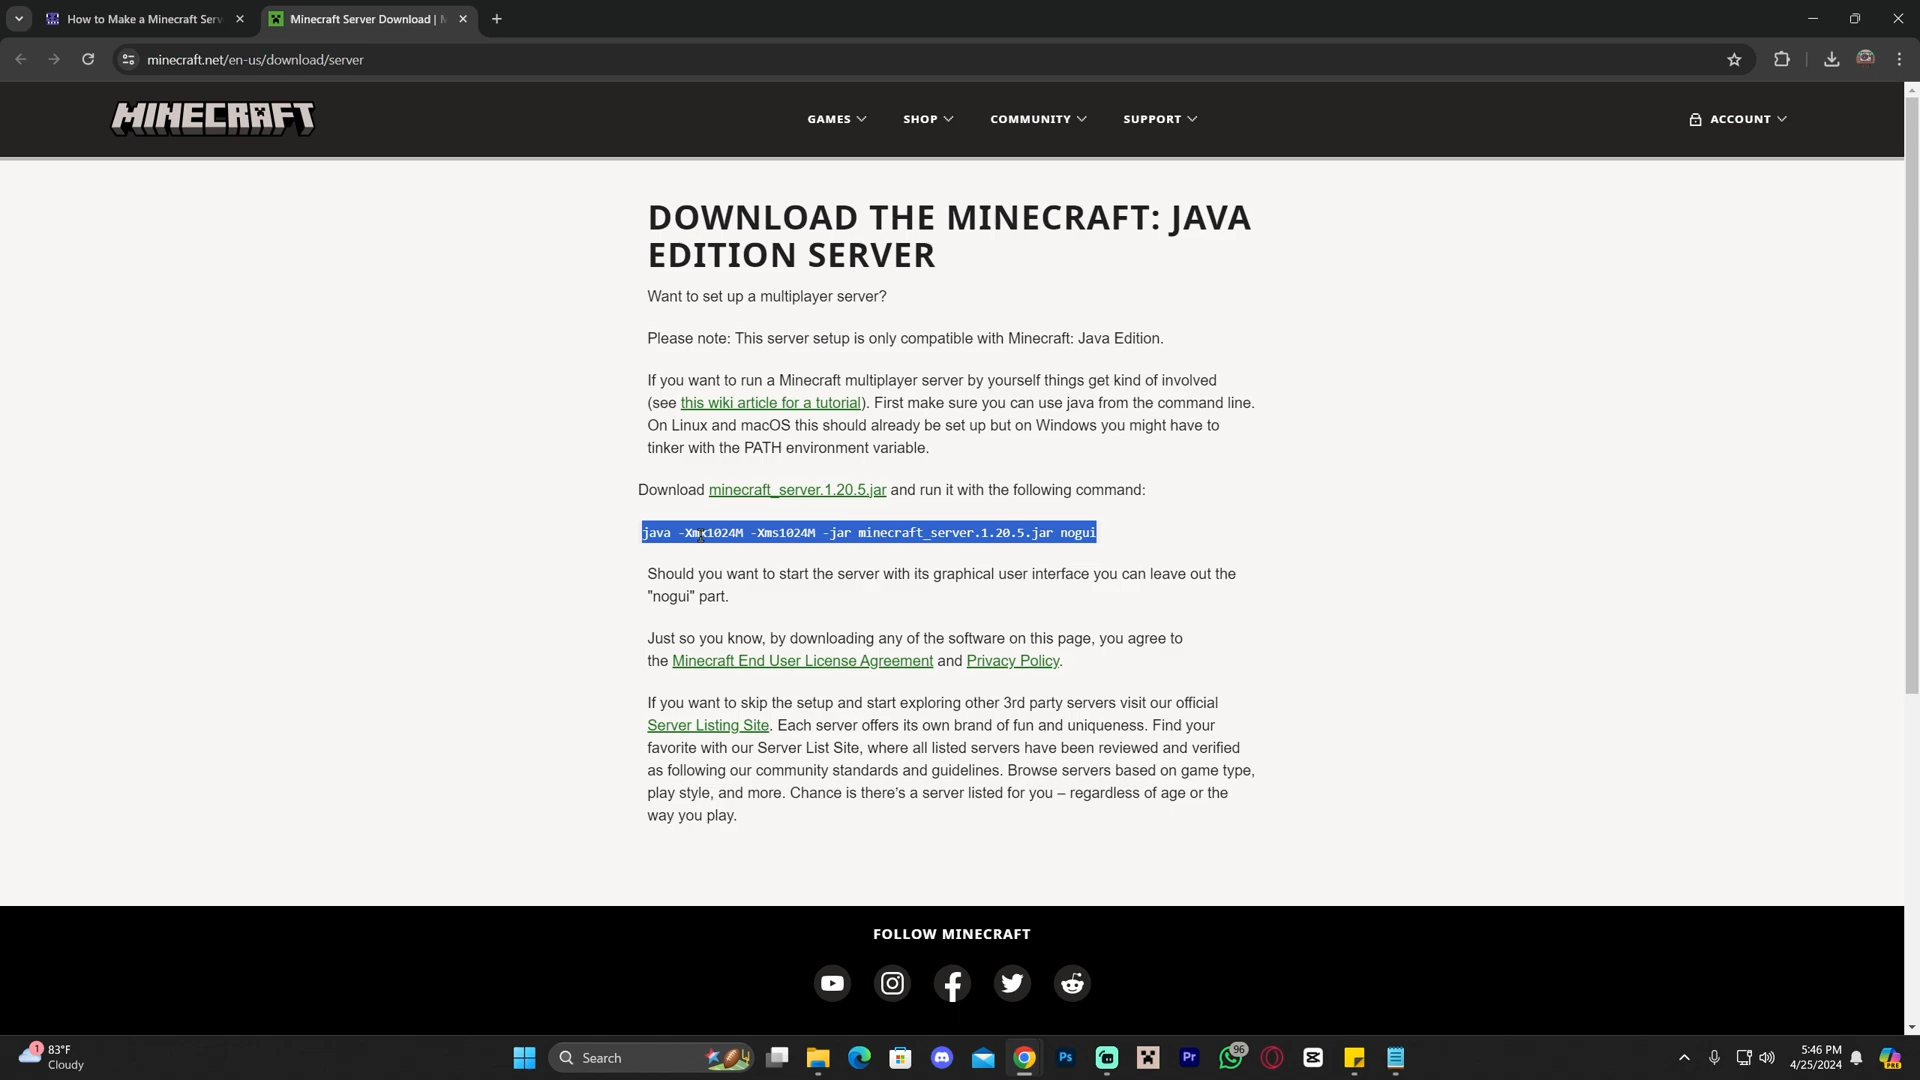 How to Make a Minecraft Serv
Minecraft Server Download | M
minecraft.net/en-us/download/server
MINECRAFT
GAMES
SHOP
COMMUNITY
SUPPORT
ACCOUNT
DOWNLOAD THE MINECRAFT: JAVA
EDITION SERVER
Want to set up a multiplayer server?
Please note: This server setup is only compatible with Minecraft: Java Edition.
If you want to run a Minecraft multiplayer server by yourself things get kind of involved
(see this wiki article for a tutorial). First make sure you can use java from the command line.
On Linux and macOS this should already be set up but on Windows you might have to
tinker with the PATH environment variable.
Download minecraft_server.1.20.5.jar and run it with the following command:
java -Xmx1024M -Xms1024M -jar minecraft_server.1.20.5.jar nogui
Should you want to start the server with its graphical user interface you can leave out the
"nogui" part.
Just so you know, by downloading any of the software on this page, you agree to
the Minecraft End User License Agreement and Privacy Policy.
If you want to skip the setup and start exploring other 3rd party servers visit our official
Server Listing Site. Each server offers its own brand of fun and uniqueness. Find your
favorite with our Server List Site, where all listed servers have been reviewed and verified
as following our community standards and guidelines. Browse servers based on game type,
play style, and more. Chance is there's a server listed for you – regardless of age or the
way you play.
FOLLOW MINECRAFT
1
83°F
Cloudy
Search
Ps
Pr
96
5:46 PM
4/25/2024
PRE